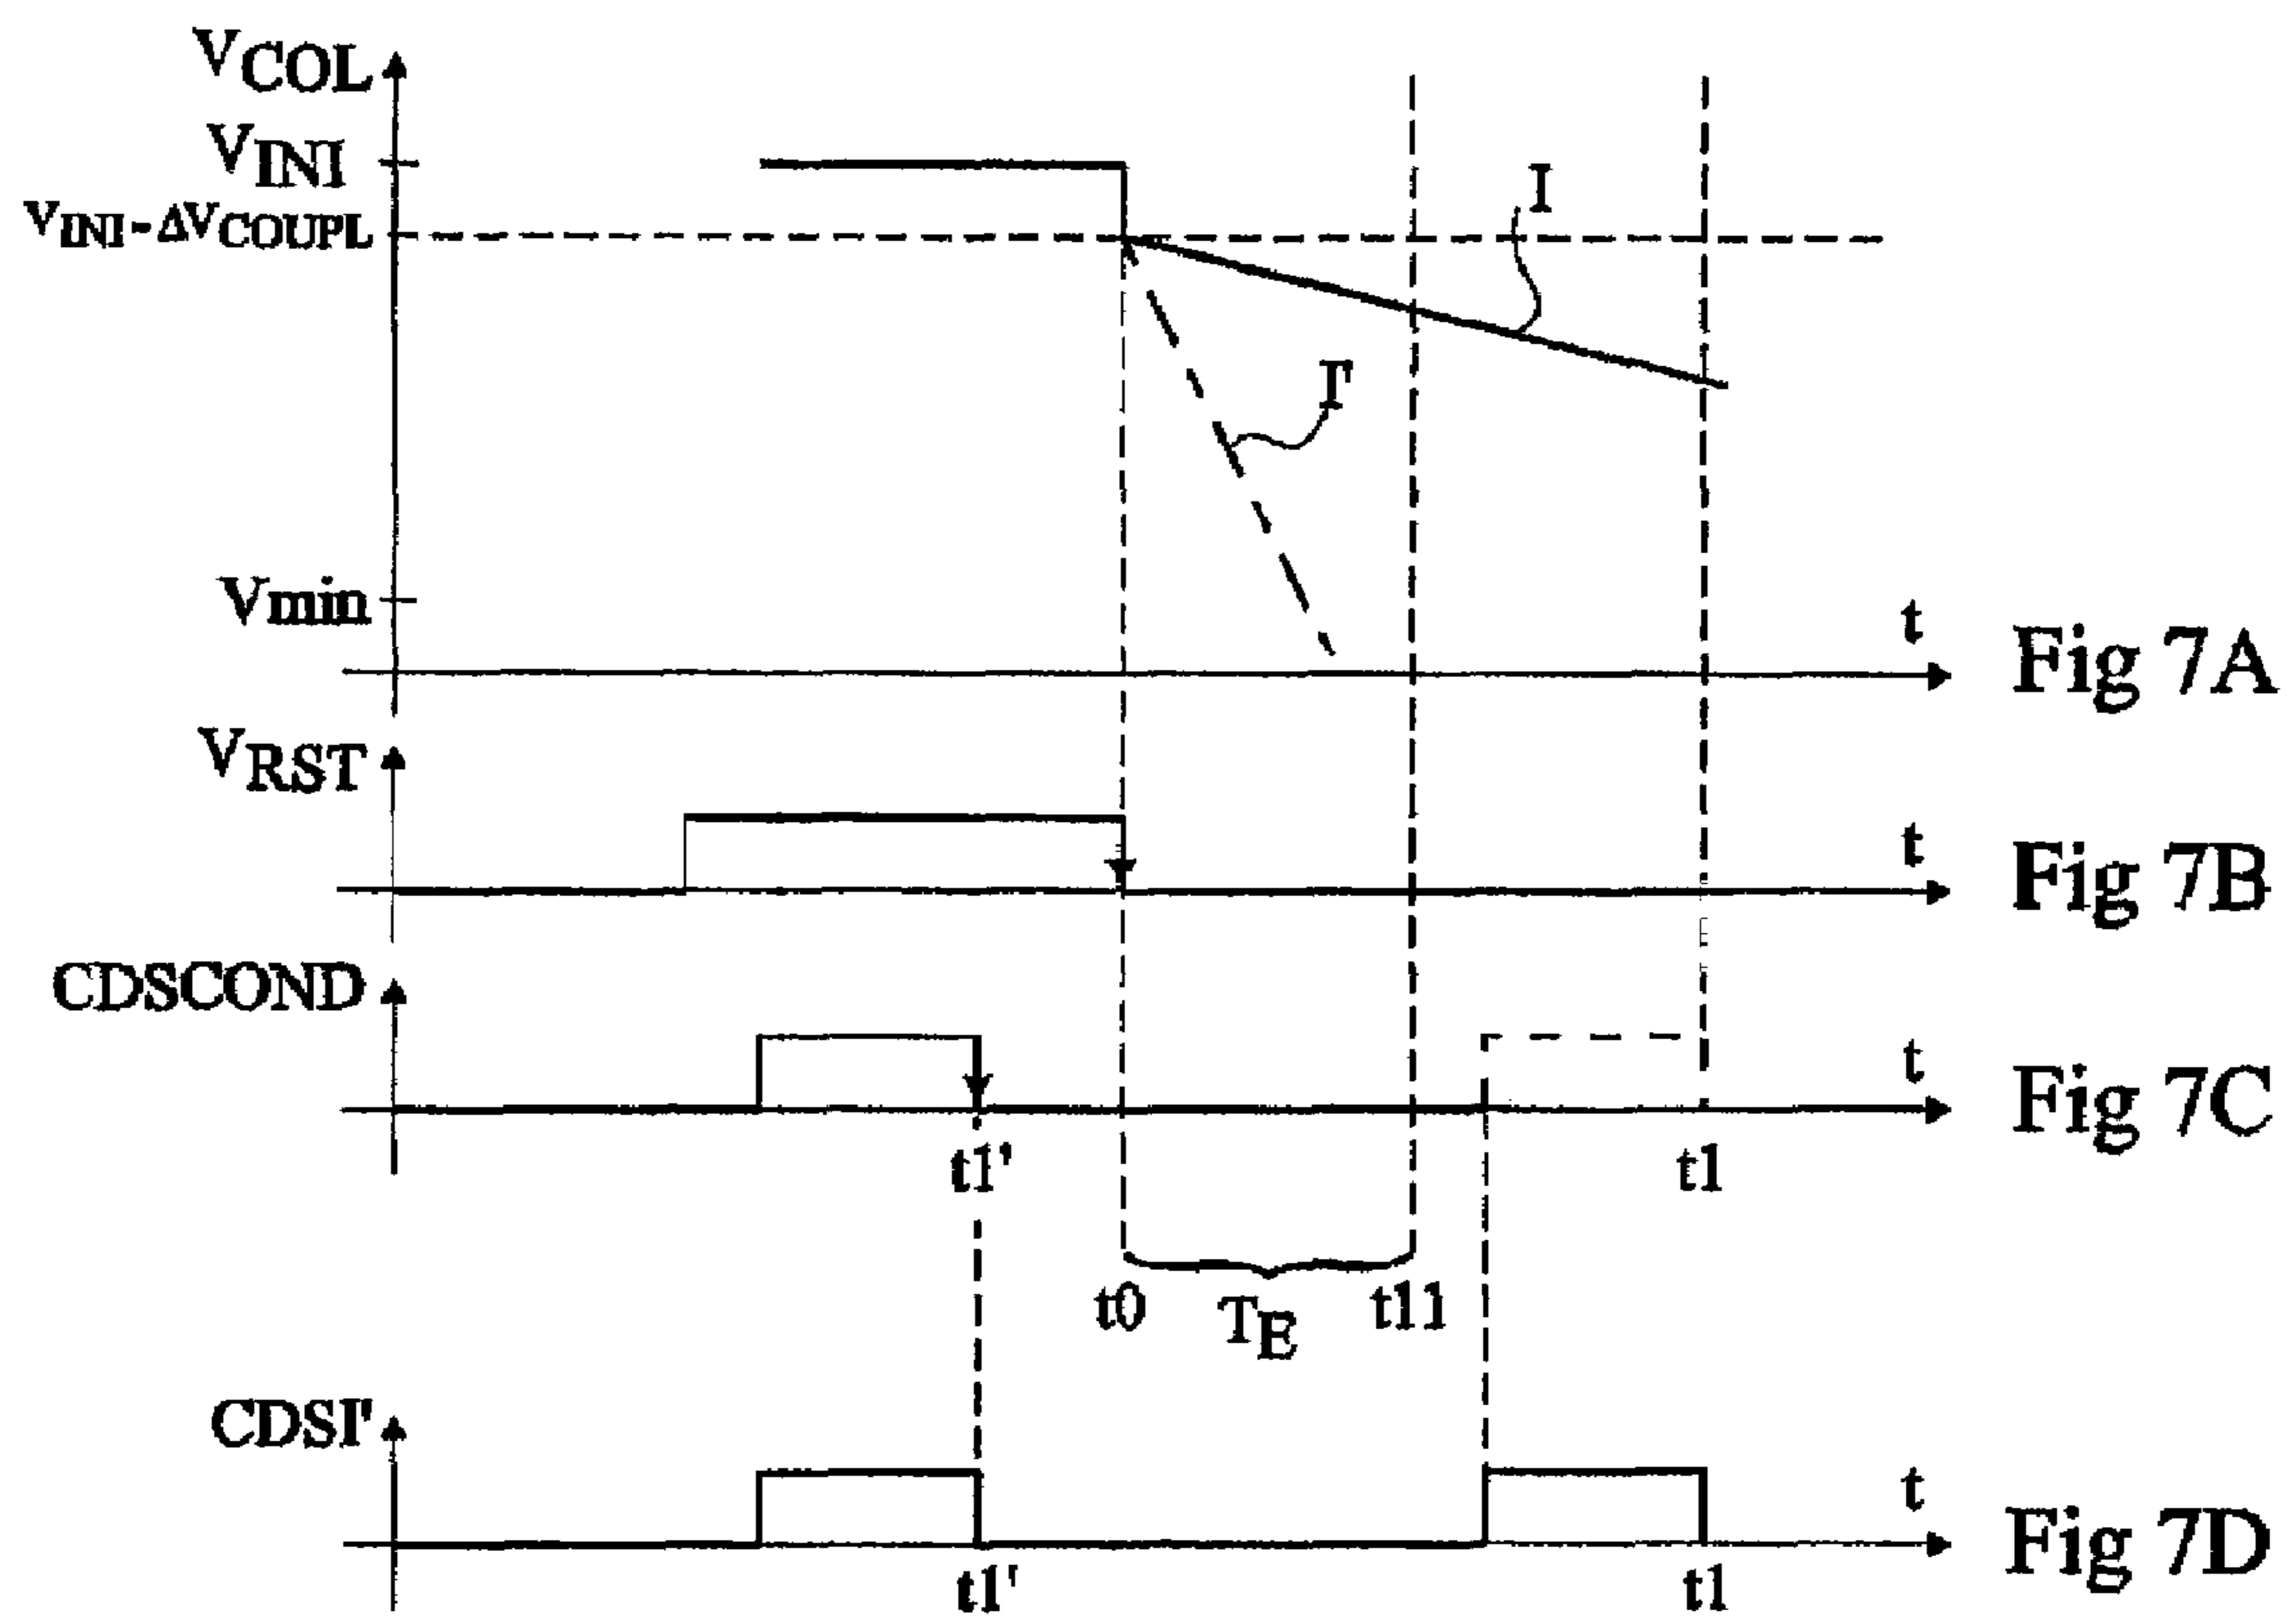 VCOL
VINI
VINI - ΔVCOUPL
I
I'
Vmin
t
Fig 7A
VRST
t
Fig 7B
CDSCOND
t
Fig 7C
t1'
t1
t0
TE
t11
CDSI'
t
Fig 7D
t1'
t1